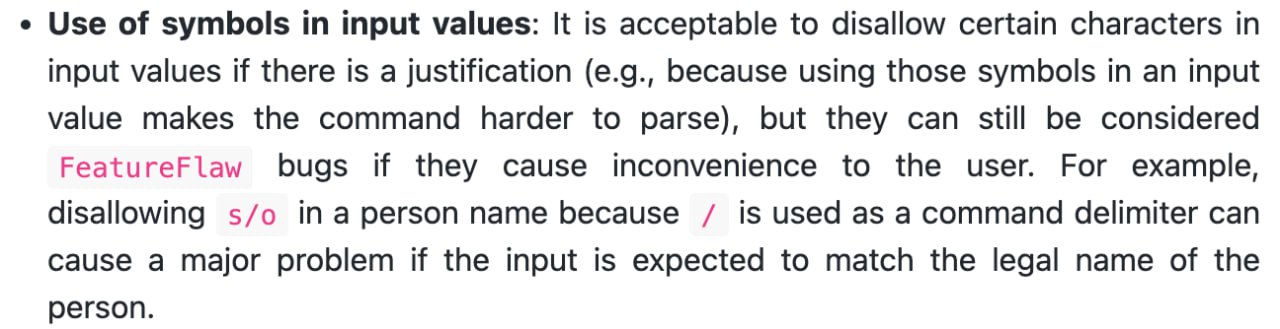 • Use of symbols in input values: It is acceptable to disallow certain characters in
input values if there is a justification (e.g., because using those symbols in an input
value makes the command harder to parse), but they can still be considered
FeatureFlaw bugs if they cause inconvenience to the user. For example,
disallowing s/o in a person name because / is used as a command delimiter can
cause a major problem if the input is expected to match the legal name of the
person.